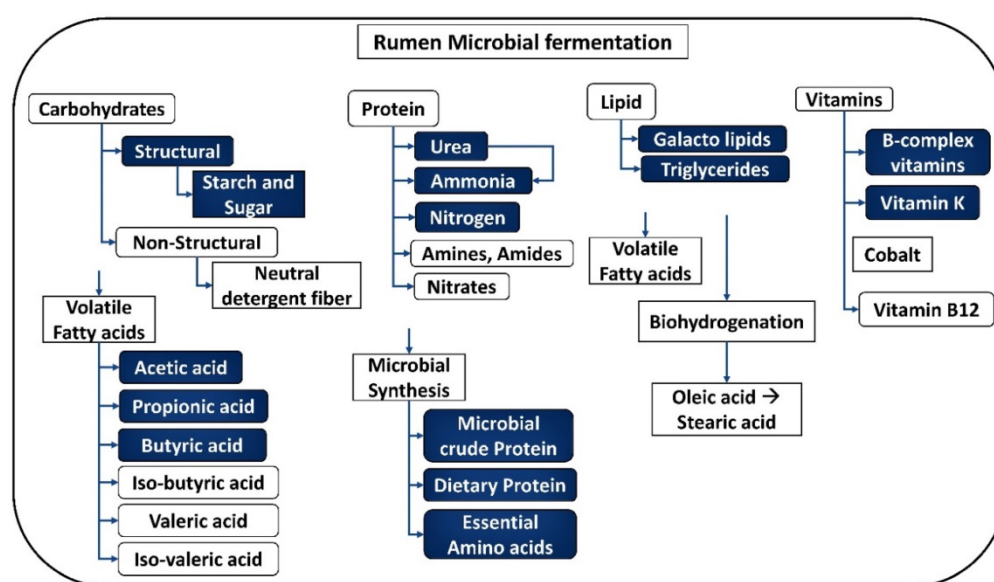 Rumen Microbial fermentation
Carbohydrates
Structural
Starch and
Sugar
Non-Structural
Neutral
detergent fiber
Volatile
Fatty acids
Acetic acid
Propionic acid
Butyric acid
Iso-butyric acid
Valeric acid
Iso-valeric acid
Protein
Urea
Ammonia
Nitrogen
Amines, Amides
Nitrates
Microbial
Synthesis
Microbial
crude Protein
Dietary Protein
Essential
Amino acids
Lipid
Galacto lipids
Triglycerides
Volatile
Fatty acids
Biohydrogenation
Oleic acid →
Stearic acid
Vitamins
B-complex
vitamins
Vitamin K
Cobalt
Vitamin B12